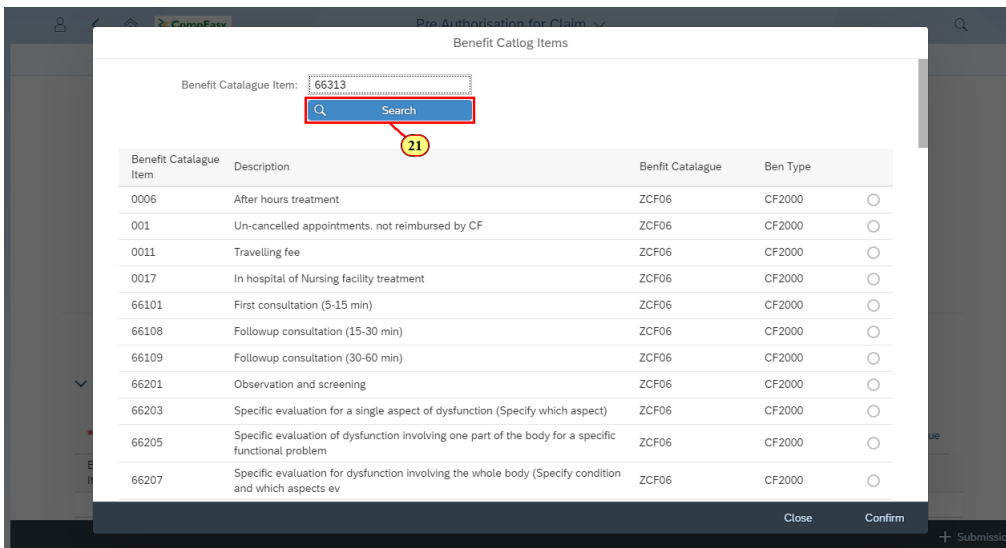 CompEasy
Pre Authorisation for Claim
Benefit Catlog Items
Benefit Catalague Item: 66313
Search
21
Benefit Catalague Item Description Benfit Catalague Ben Type
0006 After hours treatment ZCF06 CF2000
001 Un-cancelled appointments. not reimbursed by CF ZCF06 CF2000
0011 Travelling fee ZCF06 CF2000
0017 In hospital of Nursing facility treatment ZCF06 CF2000
66101 First consultation (5-15 min) ZCF06 CF2000
66108 Followup consultation (15-30 min) ZCF06 CF2000
66109 Followup consultation (30-60 min) ZCF06 CF2000
66201 Observation and screening ZCF06 CF2000
66203 Specific evaluation for a single aspect of dysfunction (Specify which aspect) ZCF06 CF2000
66205 Specific evaluation of dysfunction involving one part of the body for a specific functional problem ZCF06 CF2000
66207 Specific evaluation for dysfunction involving the whole body (Specify condition and which aspects ev ZCF06 CF2000
Close Confirm